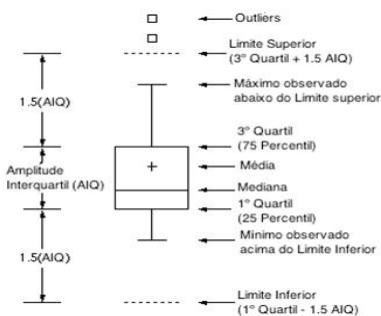 Outliers
Limite Superior
(3º Quartil + 1.5 AIQ)
Máximo observado
abaixo do Limite superior
1.5(AIQ)
3º Quartil
(75 Percentil)
Média
Amplitude
Interquartil (AIQ)
Mediana
1º Quartil
(25 Percentil)
Mínimo observado
acima do Limite Inferior
1.5(AIQ)
Limite Inferior
(1º Quartil - 1.5 AIQ)